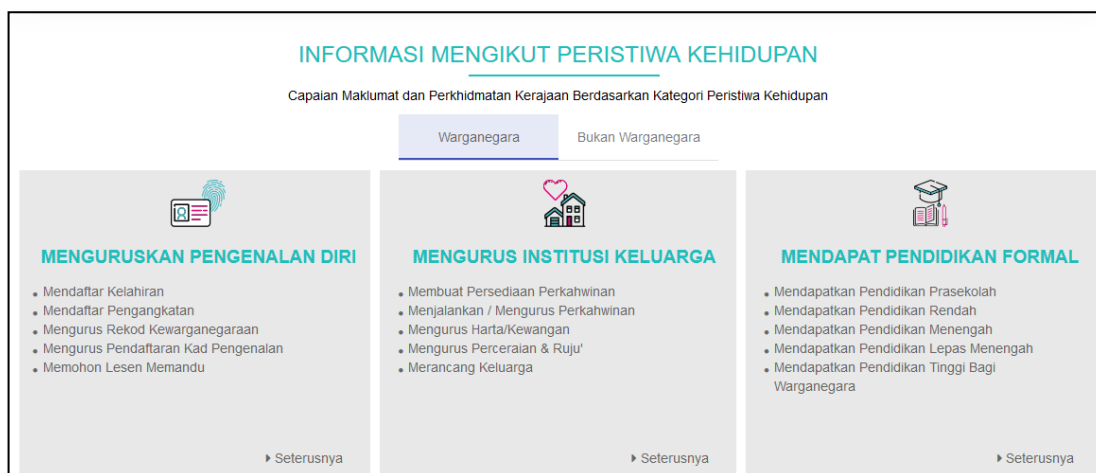 INFORMASI MENGIKUT PERISTIWA KEHIDUPAN
Capaian Maklumat dan Perkhidmatan Kerajaan Berdasarkan Kategori Peristiwa Kehidupan
Warganegara
Bukan Warganegara
MENGURUSKAN PENGENALAN DIRI
Mendaftar Kelahiran
Mendaftar Pengangkatan
Mengurus Rekod Kewarganegaraan
Mengurus Pendaftaran Kad Pengenalan
Memohon Lesen Memandu
Seterusnya
MENGURUS INSTITUSI KELUARGA
Membuat Persediaan Perkahwinan
Menjalankan / Mengurus Perkahwinan
Mengurus Harta/Kewangan
Mengurus Perceraian & Ruju'
Merancang Keluarga
Seterusnya
MENDAPAT PENDIDIKAN FORMAL
Mendapatkan Pendidikan Prasekolah
Mendapatkan Pendidikan Rendah
Mendapatkan Pendidikan Menengah
Mendapatkan Pendidikan Lepas Menengah
Mendapatkan Pendidikan Tinggi Bagi
Warganegara
Seterusnya